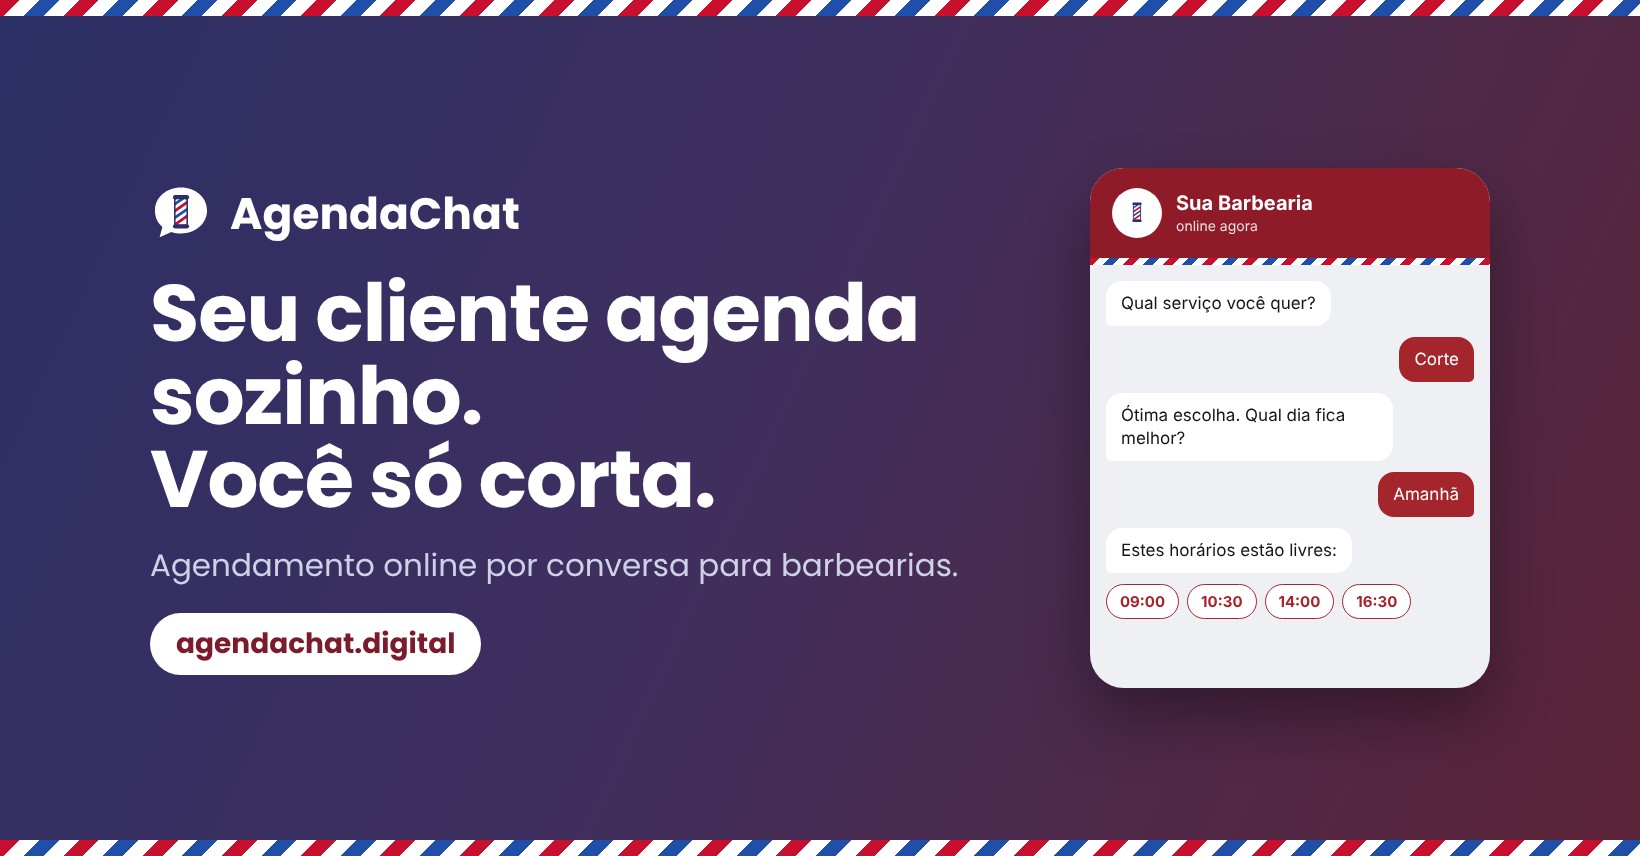 AgendaChat
Seu cliente agenda
sozinho.
Você só corta.
Agendamento online por conversa para barbearias.
agendachat.digital
Sua Barbearia
online agora
Qual serviço você quer?
Corte
Ótima escolha. Qual dia fica
melhor?
Amanhã
Estes horários estão livres:
09:00 10:30 14:00 16:30